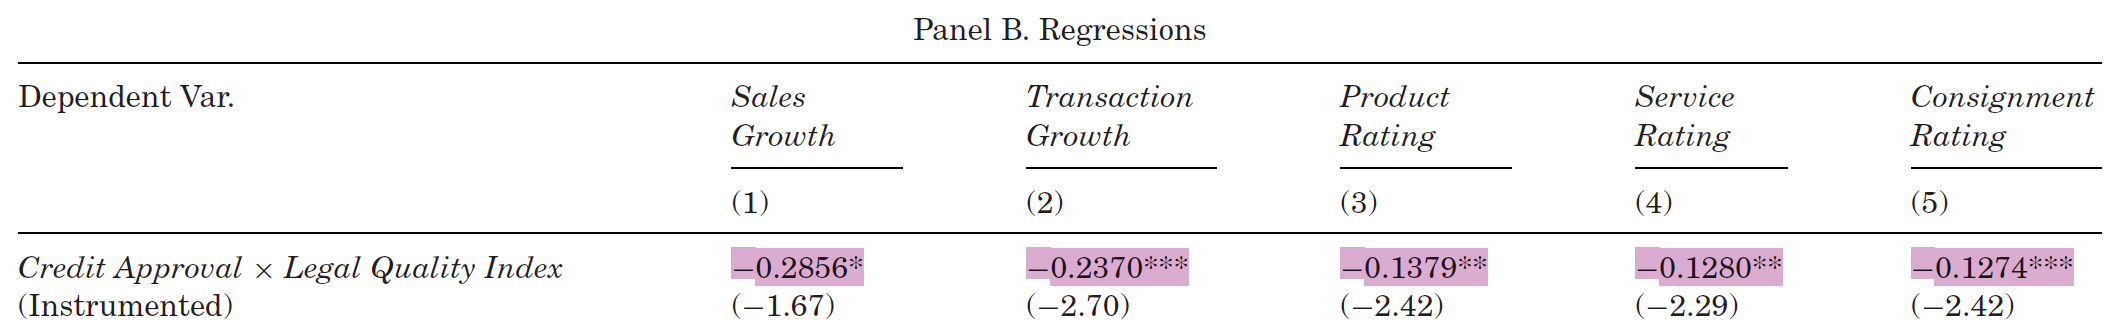 Panel B. Regressions
Dependent Var. Sales Growth Transaction Growth Product Rating Service Rating Consignment Rating
(1) (2) (3) (4) (5)
Credit Approval × Legal Quality Index −0.2856* −0.2370*** −0.1379** −0.1280** −0.1274***
(Instrumented) (−1.67) (−2.70) (−2.42) (−2.29) (−2.42)